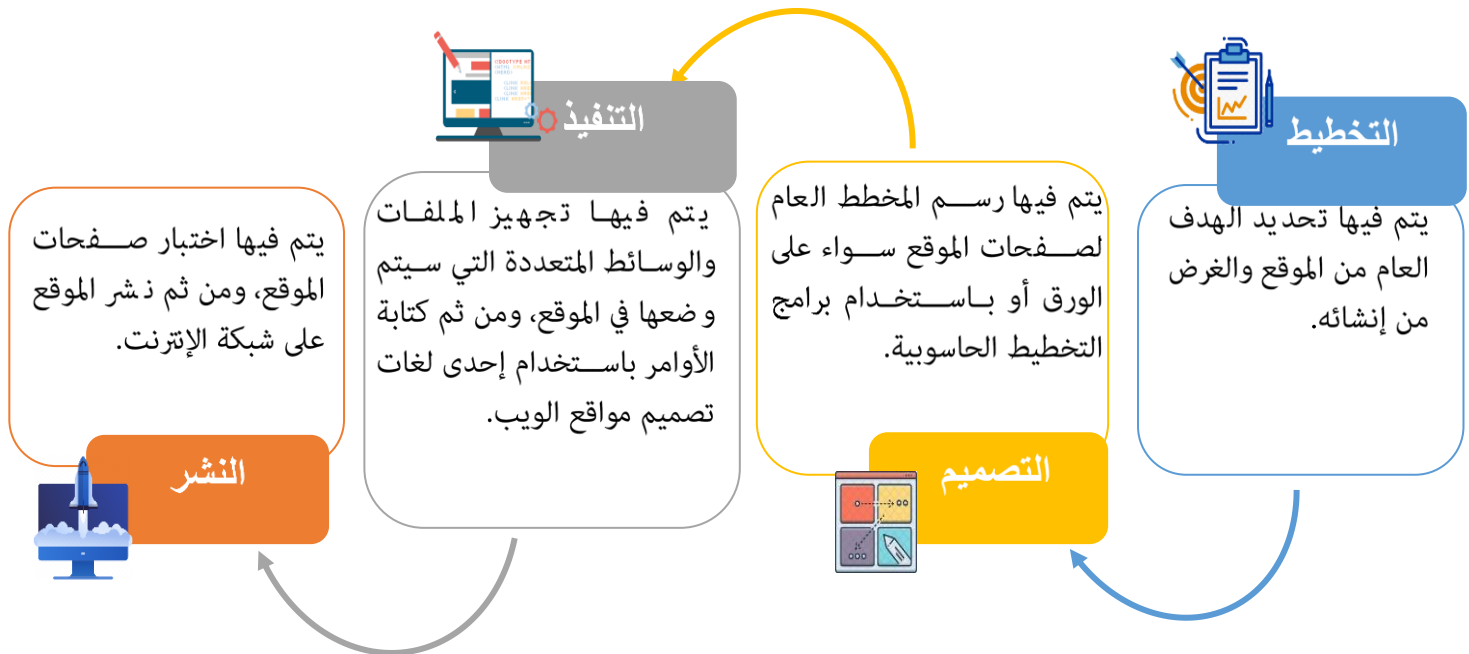 التخطيط
يتم فيها تحديد الهدف
العام من الموقع والغرض
من إنشائه.
يتم فيها رسم المخطط العام
لصفحات الموقع سواء على
الورق أو باستخدام برامج
التخطيط الحاسوبية.
التصميم
التنفيذ
يتم فيها تجهيز الملفات
والوسائط المتعددة التي سيتم
وضعها في الموقع، ومن ثم كتابة
الأوامر باستخدام إحدى لغات
تصميم مواقع الويب.
يتم فيها اختبار صفحات
الموقع، ومن ثم نشر الموقع
على شبكة الإنترنت.
النشر